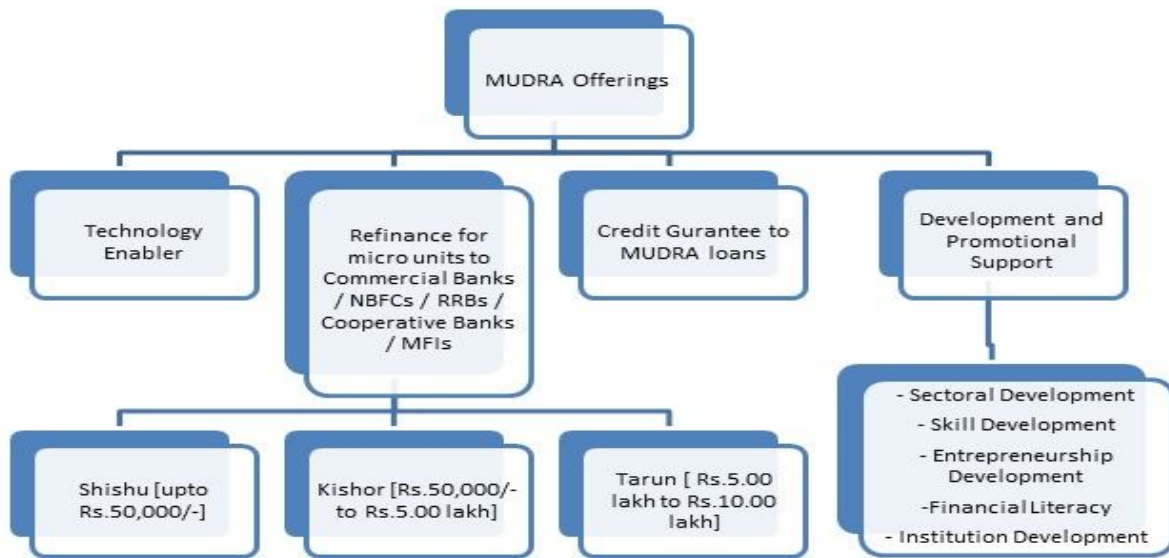 MUDRA Offerings
Technology
Enabler
Refinance for
micro units to
Commercial Banks
/ NBFCs / RRBs /
Cooperative Banks
/ MFIs
Credit Gurantee to
MUDRA loans
Development and
Promotional
Support
Shishu [upto
Rs.50,000/-]
Kishor [Rs.50,000/-
to Rs.5.00 lakh]
Tarun [ Rs.5.00
lakh to Rs.10.00
lakh]
- Sectoral Development
- Skill Development
- Entrepreneurship
Development
-Financial Literacy
- Institution Development